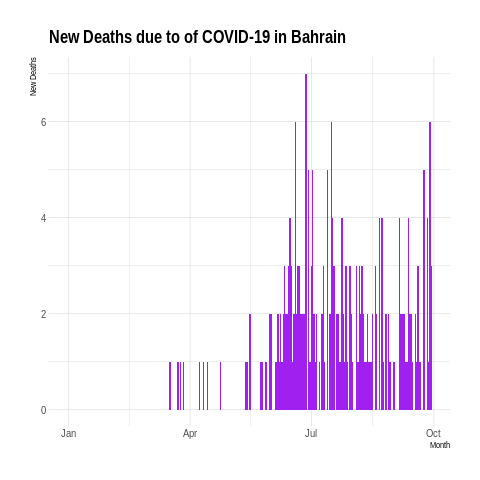 New Deaths due to of COVID-19 in Bahrain
New Deaths
6
4
2
0
Jan Apr Jul Oct
Month